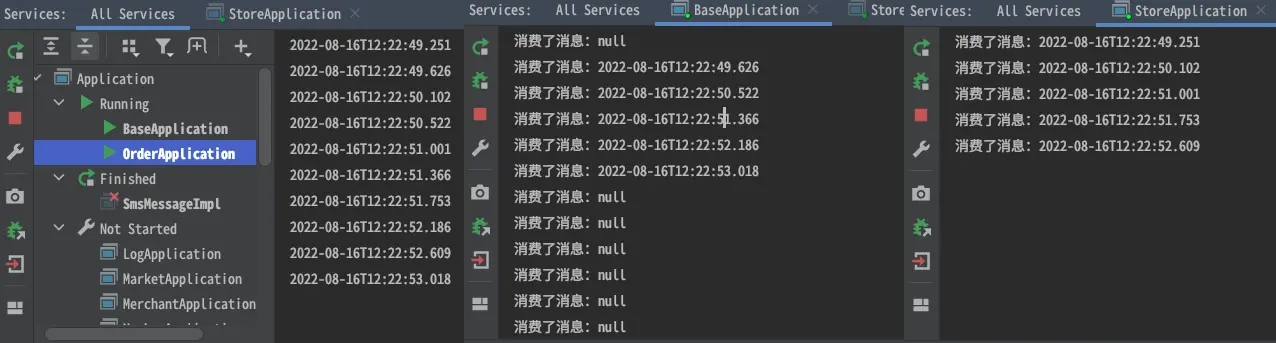 Services: All Services StoreApplication
Application
Running
BaseApplication
OrderApplication
Finished
SmsMessageImpl
Not Started
LogApplication
MarketApplication
MerchantApplication
2022-08-16T12:22:49.251
2022-08-16T12:22:49.626
2022-08-16T12:22:50.102
2022-08-16T12:22:50.522
2022-08-16T12:22:51.001
2022-08-16T12:22:51.366
2022-08-16T12:22:51.753
2022-08-16T12:22:52.186
2022-08-16T12:22:52.609
2022-08-16T12:22:53.018
Services: All Services BaseApplication Store
消费了消息：null
消费了消息：2022-08-16T12:22:49.626
消费了消息：2022-08-16T12:22:50.522
消费了消息：2022-08-16T12:22:51.366
消费了消息：2022-08-16T12:22:52.186
消费了消息：2022-08-16T12:22:53.018
消费了消息：null
消费了消息：null
消费了消息：null
消费了消息：null
消费了消息：null
消费了消息：null
Services: All Services StoreApplication
消费了消息：2022-08-16T12:22:49.251
消费了消息：2022-08-16T12:22:50.102
消费了消息：2022-08-16T12:22:51.001
消费了消息：2022-08-16T12:22:51.753
消费了消息：2022-08-16T12:22:52.609